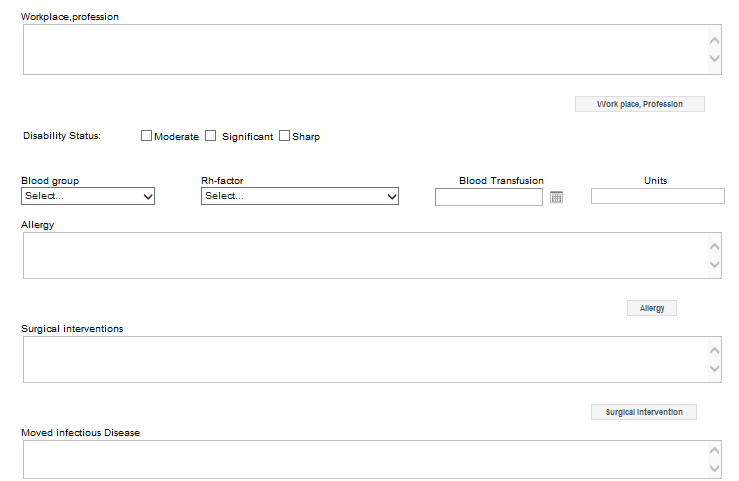 Workplace,profession
Work place, Profession
Disability Status: Moderate Significant Sharp
Blood group Rh-factor Blood Transfusion Units
Select... Select...
Allergy
Allergy
Surgical interventions
Surgical intervention
Moved infectious Disease